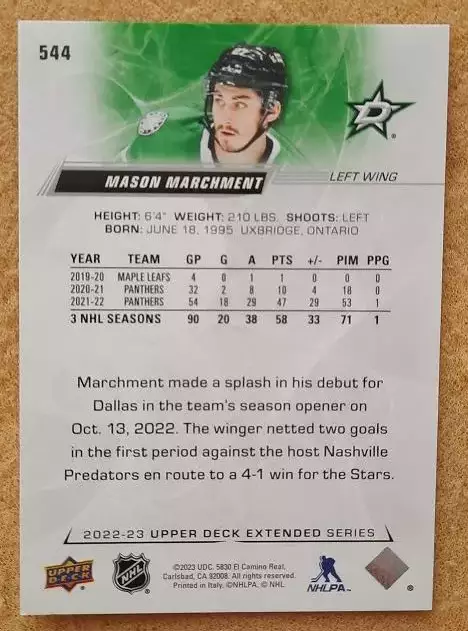 544
D
®
MASON MARCHMENT
LEFT WING
HEIGHT: 6'4" WEIGHT: 210 LBS. SHOOTS: LEFT
BORN: JUNE 18, 1995 UXBRIDGE, ONTARIO
YEAR TEAM GP G A PTS +/- PIM PPG
2019-20 MAPLE LEAFS 4 0 1 1 0 0 0
2020-21 PANTHERS 32 2 8 10 4 18 0
2021-22 PANTHERS 54 18 29 47 29 53 1
3 NHL SEASONS 90 20 38 58 33 71 1
Marchment made a splash in his debut for
Dallas in the team's season opener on
Oct. 13, 2022. The winger netted two goals
in the first period against the host Nashville
Predators en route to a 4-1 win for the Stars.
2022-23 UPPER DECK EXTENDED SERIES
UPPER DECK
NHL
©2023 UDC. 5830 El Camino Real,
Carlsbad, CA 92008. All Rights Reserved.
Printed in Italy. ©NHLPA. © NHL
NHLPA
®